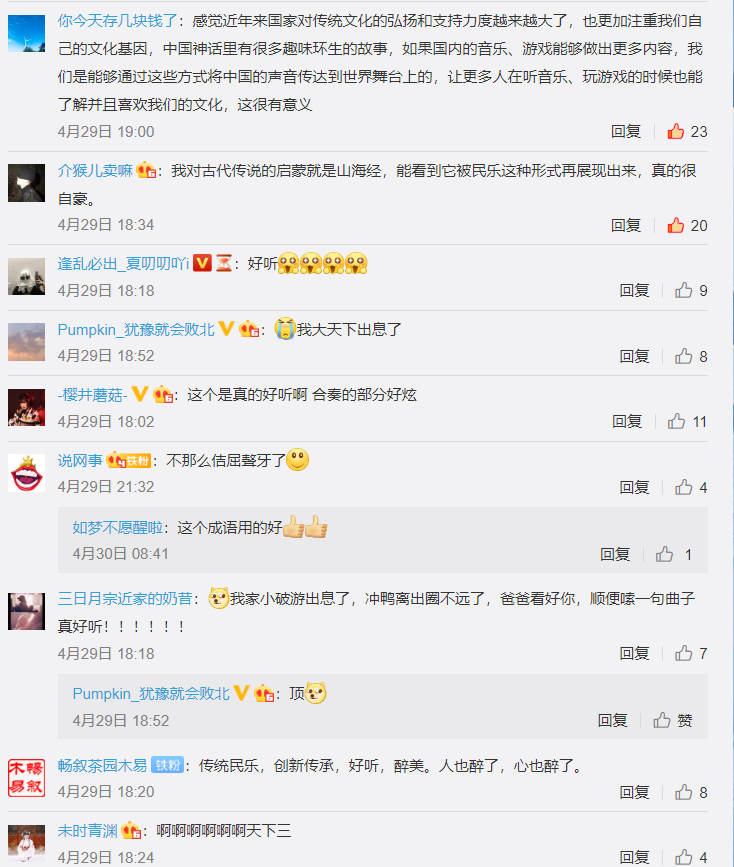 你今天存几块钱了：感觉近年来国家对传统文化的弘扬和支持力度越来越大了，也更加注重我们自
己的文化基因，中国神话里有很多趣味环生的故事，如果国内的音乐、游戏能够做出更多内容，我
们是能够通过这些方式将中国的声音传达到世界舞台上的，让更多人在听音乐、玩游戏的时候也能
了解并且喜欢我们的文化，这很有意义
4月29日 19:00 回复 23
介猴儿卖嘛：我对古代传说的启蒙就是山海经，能看到它被民乐这种形式再展现出来，真的很
自豪。
4月29日 18:34 回复 20
逢乱必出_夏叨叨吖i V：好听
4月29日 18:18 回复 9
Pumpkin_犹豫就会败北 V 6：我大天下出息了
4月29日 18:52 回复 8
-樱井蘑菇- V：这个是真的好听啊 合奏的部分好炫
4月29日 18:02 回复 11
说网事 4 铁粉：不那么佶屈聱牙了
4月29日 21:32 回复 4
如梦不愿醒啦：这个成语用的好
4月30日 08:41 回复 1
三日月宗近家的奶昔：我家小破游出息了，冲鸭离出圈不远了，爸爸看好你，顺便嗦一句曲子
真好听！！！！！！
4月29日 18:18 回复 7
Pumpkin_犹豫就会败北 V 6：顶
4月29日 18:52 回复 赞
畅叙茶园木易 铁粉：传统民乐，创新传承，好听，醉美。人也醉了，心也醉了。
木暢
易叙
4月29日 18:20 回复 8
未时青渊：啊啊啊啊啊啊天下三
4月29日 18:24 回复 4